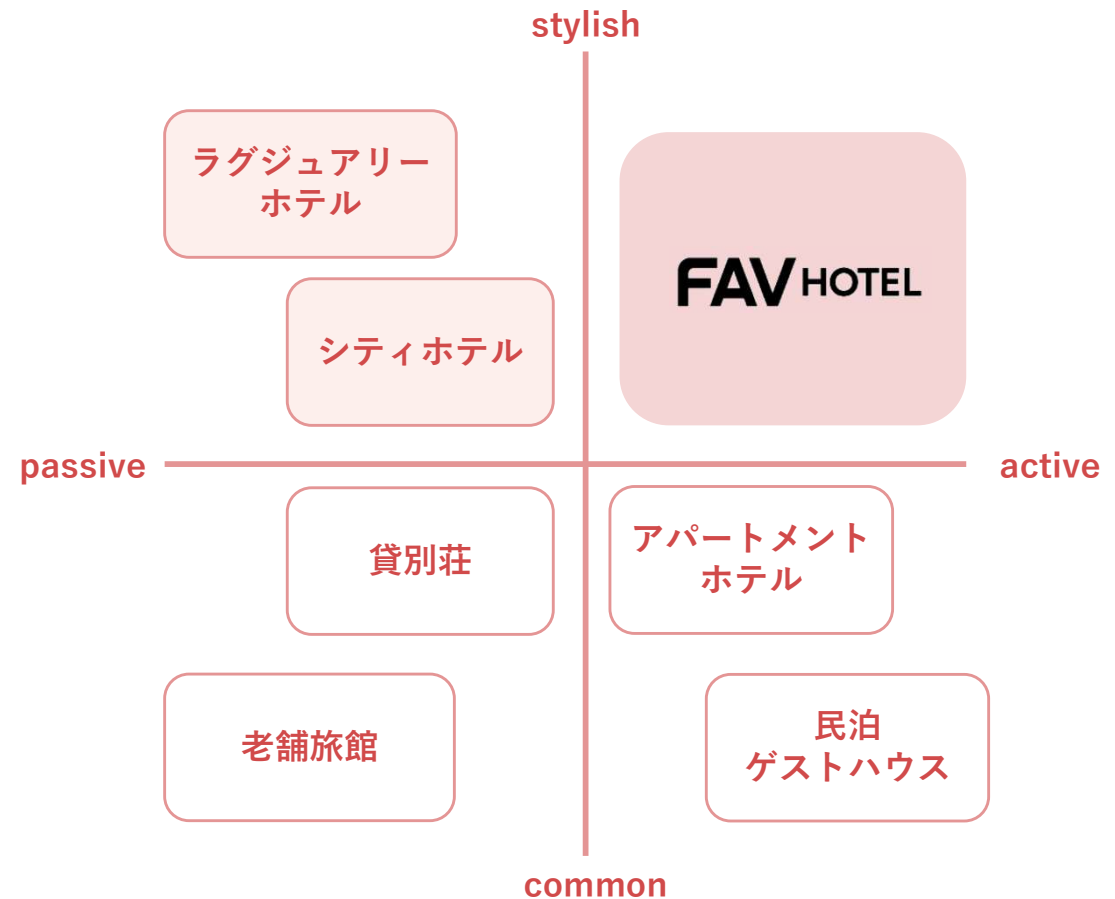 stylish
ラグジュアリー
ホテル
FAV HOTEL
シティホテル
passive
active
貸別荘
アパートメント
ホテル
老舗旅館
民泊
ゲストハウス
common